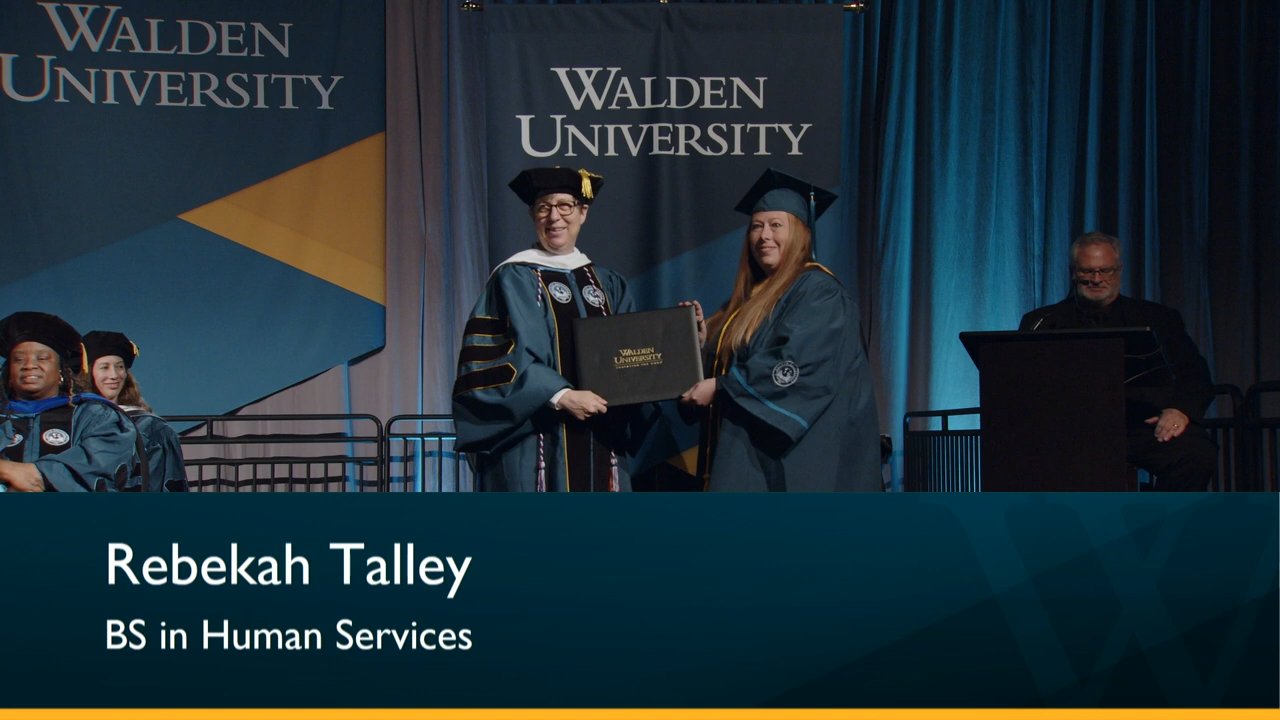 WALDEN
UNIVERSITY
WALDEN
UNIVERSITY
WALDEN
UNIVERSITY
Rebekah Talley
BS in Human Services